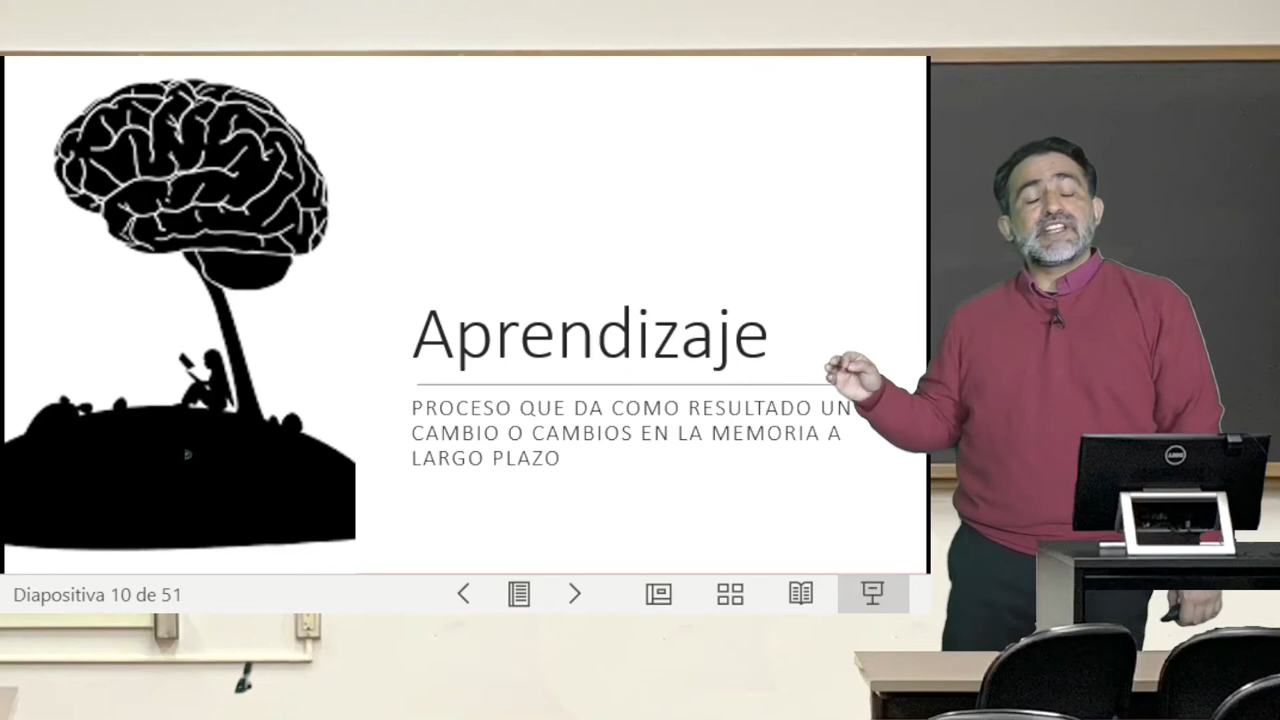 Aprendizaje
PROCESO QUE DA COMO RESULTADO UN
CAMBIO O CAMBIOS EN LA MEMORIA A
LARGO PLAZO
Diapositiva 10 de 51